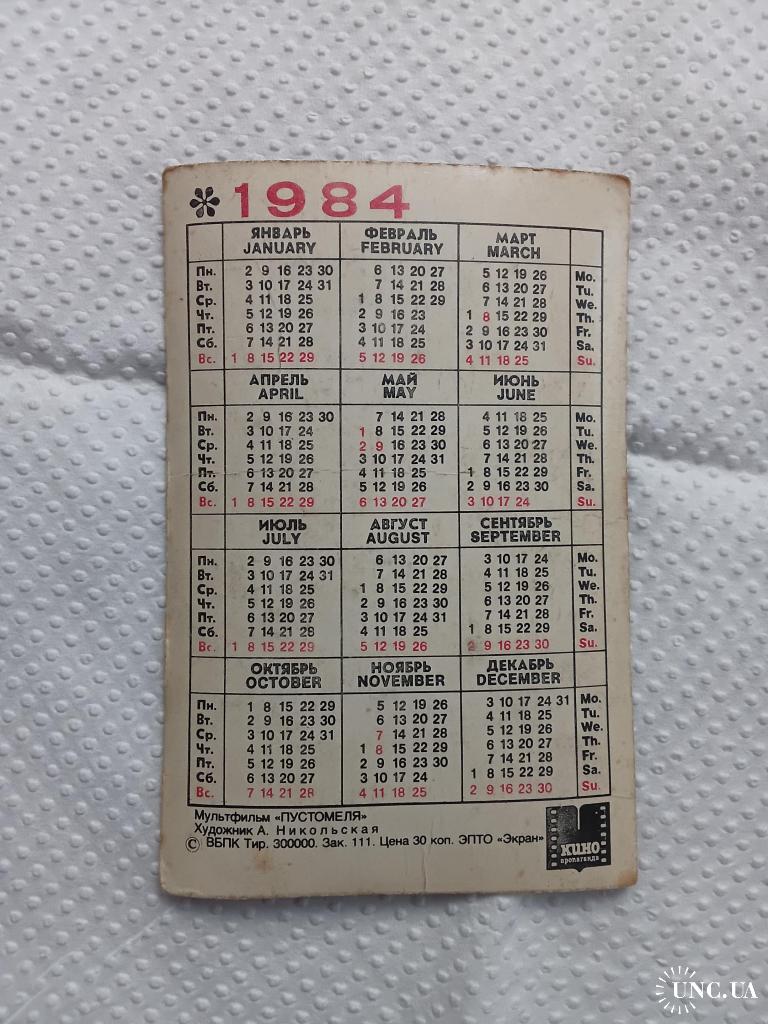 * 1984
ЯНВАРЬ ФЕВРАЛЬ МАРТ
JANUARY FEBRUARY MARCH
Пн. 2 9 16 23 30 6 13 20 27 5 12 19 26 Mo.
Вт. 3 10 17 24 31 7 14 21 28 6 13 20 27 Tu.
Ср. 4 11 18 25 1 8 15 22 29 7 14 21 28 We.
Чт. 5 12 19 26 2 9 16 23 1 8 15 22 29 Th.
Пт. 6 13 20 27 3 10 17 24 2 9 16 23 30 Fr.
Сб. 7 14 21 28 4 11 18 25 3 10 17 24 31 Sa.
Вс. 1 8 15 22 29 5 12 19 26 4 11 18 25 Su.
АПРЕЛЬ МАЙ ИЮНЬ
APRIL MAY JUNE
Пн. 2 9 16 23 30 7 14 21 28 4 11 18 25 Mo.
Вт. 3 10 17 24 1 8 15 22 29 5 12 19 26 Tu.
Ср. 4 11 18 25 2 9 16 23 30 6 13 20 27 We.
Чт. 5 12 19 26 3 10 17 24 31 7 14 21 28 Th.
Пт. 6 13 20 27 4 11 18 25 1 8 15 22 29 Fr.
Сб. 7 14 21 28 5 12 19 26 2 9 16 23 30 Sa.
Вс. 1 8 15 22 29 6 13 20 27 3 10 17 24 Su.
ИЮЛЬ АВГУСТ СЕНТЯБРЬ
JULY AUGUST SEPTEMBER
Пн. 2 9 16 23 30 6 13 20 27 3 10 17 24 Mo.
Вт. 3 10 17 24 31 7 14 21 28 4 11 18 25 Tu.
Ср. 4 11 18 25 1 8 15 22 29 5 12 19 26 We.
Чт. 5 12 19 26 2 9 16 23 30 6 13 20 27 Th.
Пт. 6 13 20 27 3 10 17 24 31 7 14 21 28 Fr.
Сб. 7 14 21 28 4 11 18 25 1 8 15 22 29 Sa.
Вс. 1 8 15 22 29 5 12 19 26 2 9 16 23 30 Su.
ОКТЯБРЬ НОЯБРЬ ДЕКАБРЬ
OCTOBER NOVEMBER DECEMBER
Пн. 1 8 15 22 29 5 12 19 26 3 10 17 24 31 Mo.
Вт. 2 9 16 23 30 6 13 20 27 4 11 18 25 Tu.
Ср. 3 10 17 24 31 7 14 21 28 5 12 19 26 We.
Чт. 4 11 18 25 1 8 15 22 29 6 13 20 27 Th.
Пт. 5 12 19 26 2 9 16 23 30 7 14 21 28 Fr.
Сб. 6 13 20 27 3 10 17 24 1 8 15 22 29 Sa.
Вс. 7 14 21 28 4 11 18 25 2 9 16 23 30 Su.
Мультфильм «ПУСТОМЕЛЯ»
Художник А. Никольская
© ВБПК Тир. 300000. Зак. 111. Цена 30 коп. ЭПТО «Экран»
КИНО
пропаганда
UNC.UA